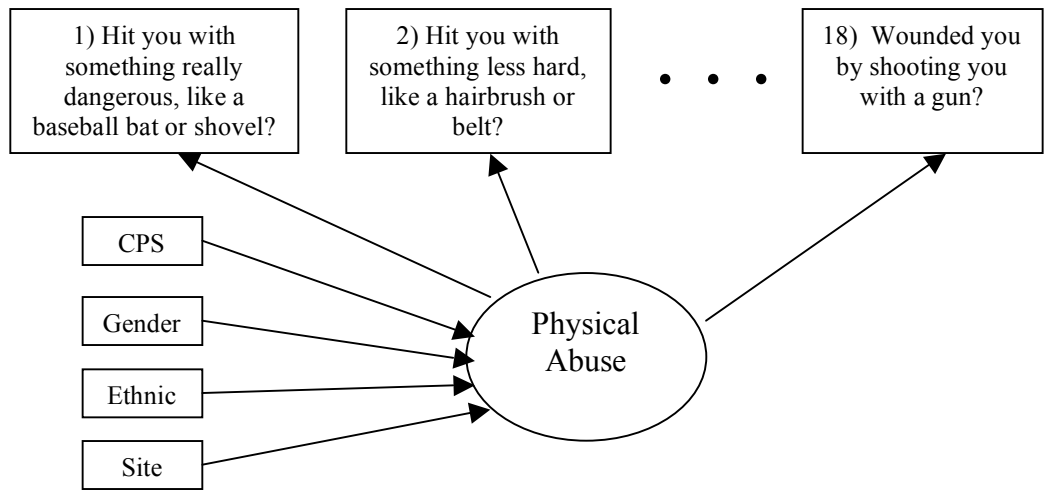 1) Hit you with
something really
dangerous, like a
baseball bat or shovel?
2) Hit you with
something less hard,
like a hairbrush or
belt?
18)  Wounded you
by shooting you
with a gun?
CPS
Gender
Ethnic
Site
Physical
Abuse